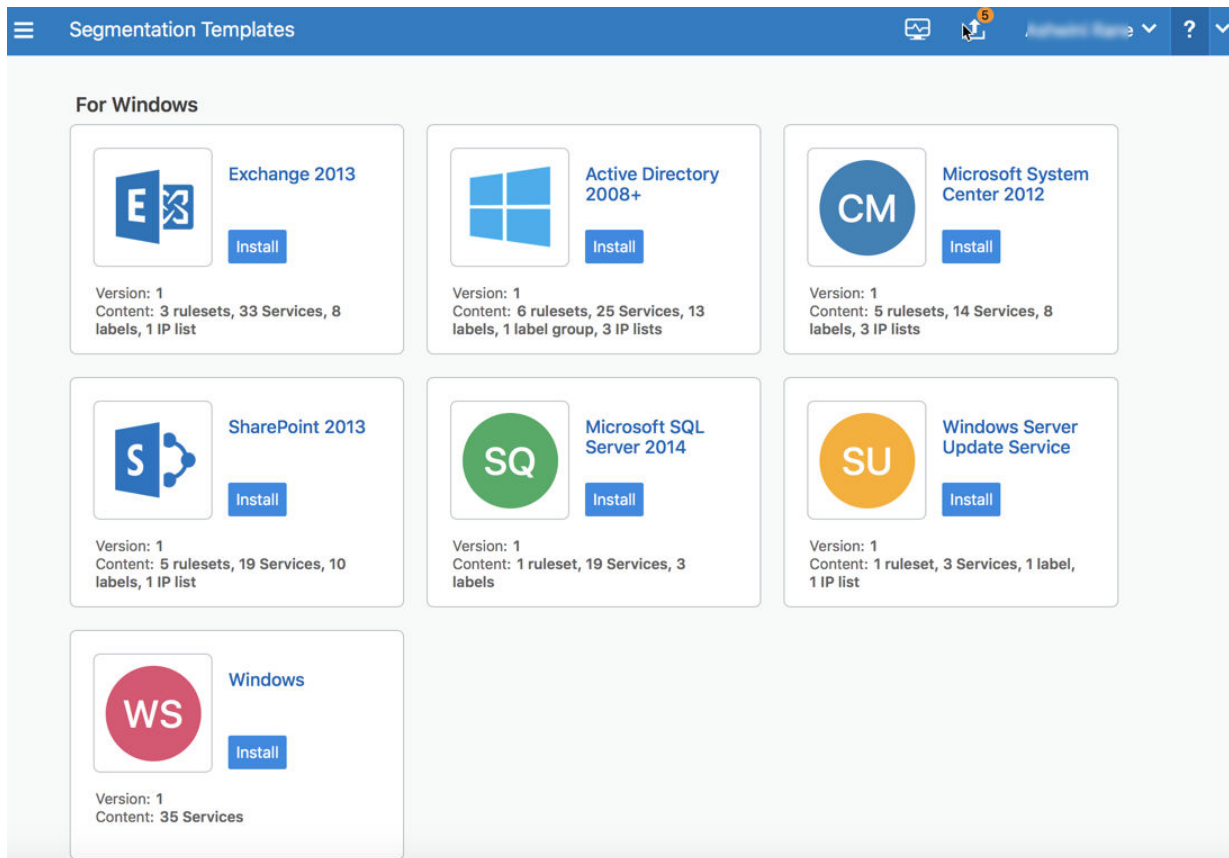 Segmentation Templates
5
?
For Windows
E
Exchange 2013
Install
Version: 1
Content: 3 rulesets, 33 Services, 8
labels, 1 IP list
Active Directory
2008+
Install
Version: 1
Content: 6 rulesets, 25 Services, 13
labels, 1 label group, 3 IP lists
CM
Microsoft System
Center 2012
Install
Version: 1
Content: 5 rulesets, 14 Services, 8
labels, 3 IP lists
S
SharePoint 2013
Install
Version: 1
Content: 5 rulesets, 19 Services, 10
labels, 1 IP list
SQ
Microsoft SQL
Server 2014
Install
Version: 1
Content: 1 ruleset, 19 Services, 3
labels
SU
Windows Server
Update Service
Install
Version: 1
Content: 1 ruleset, 3 Services, 1 label,
1 IP list
WS
Windows
Install
Version: 1
Content: 35 Services